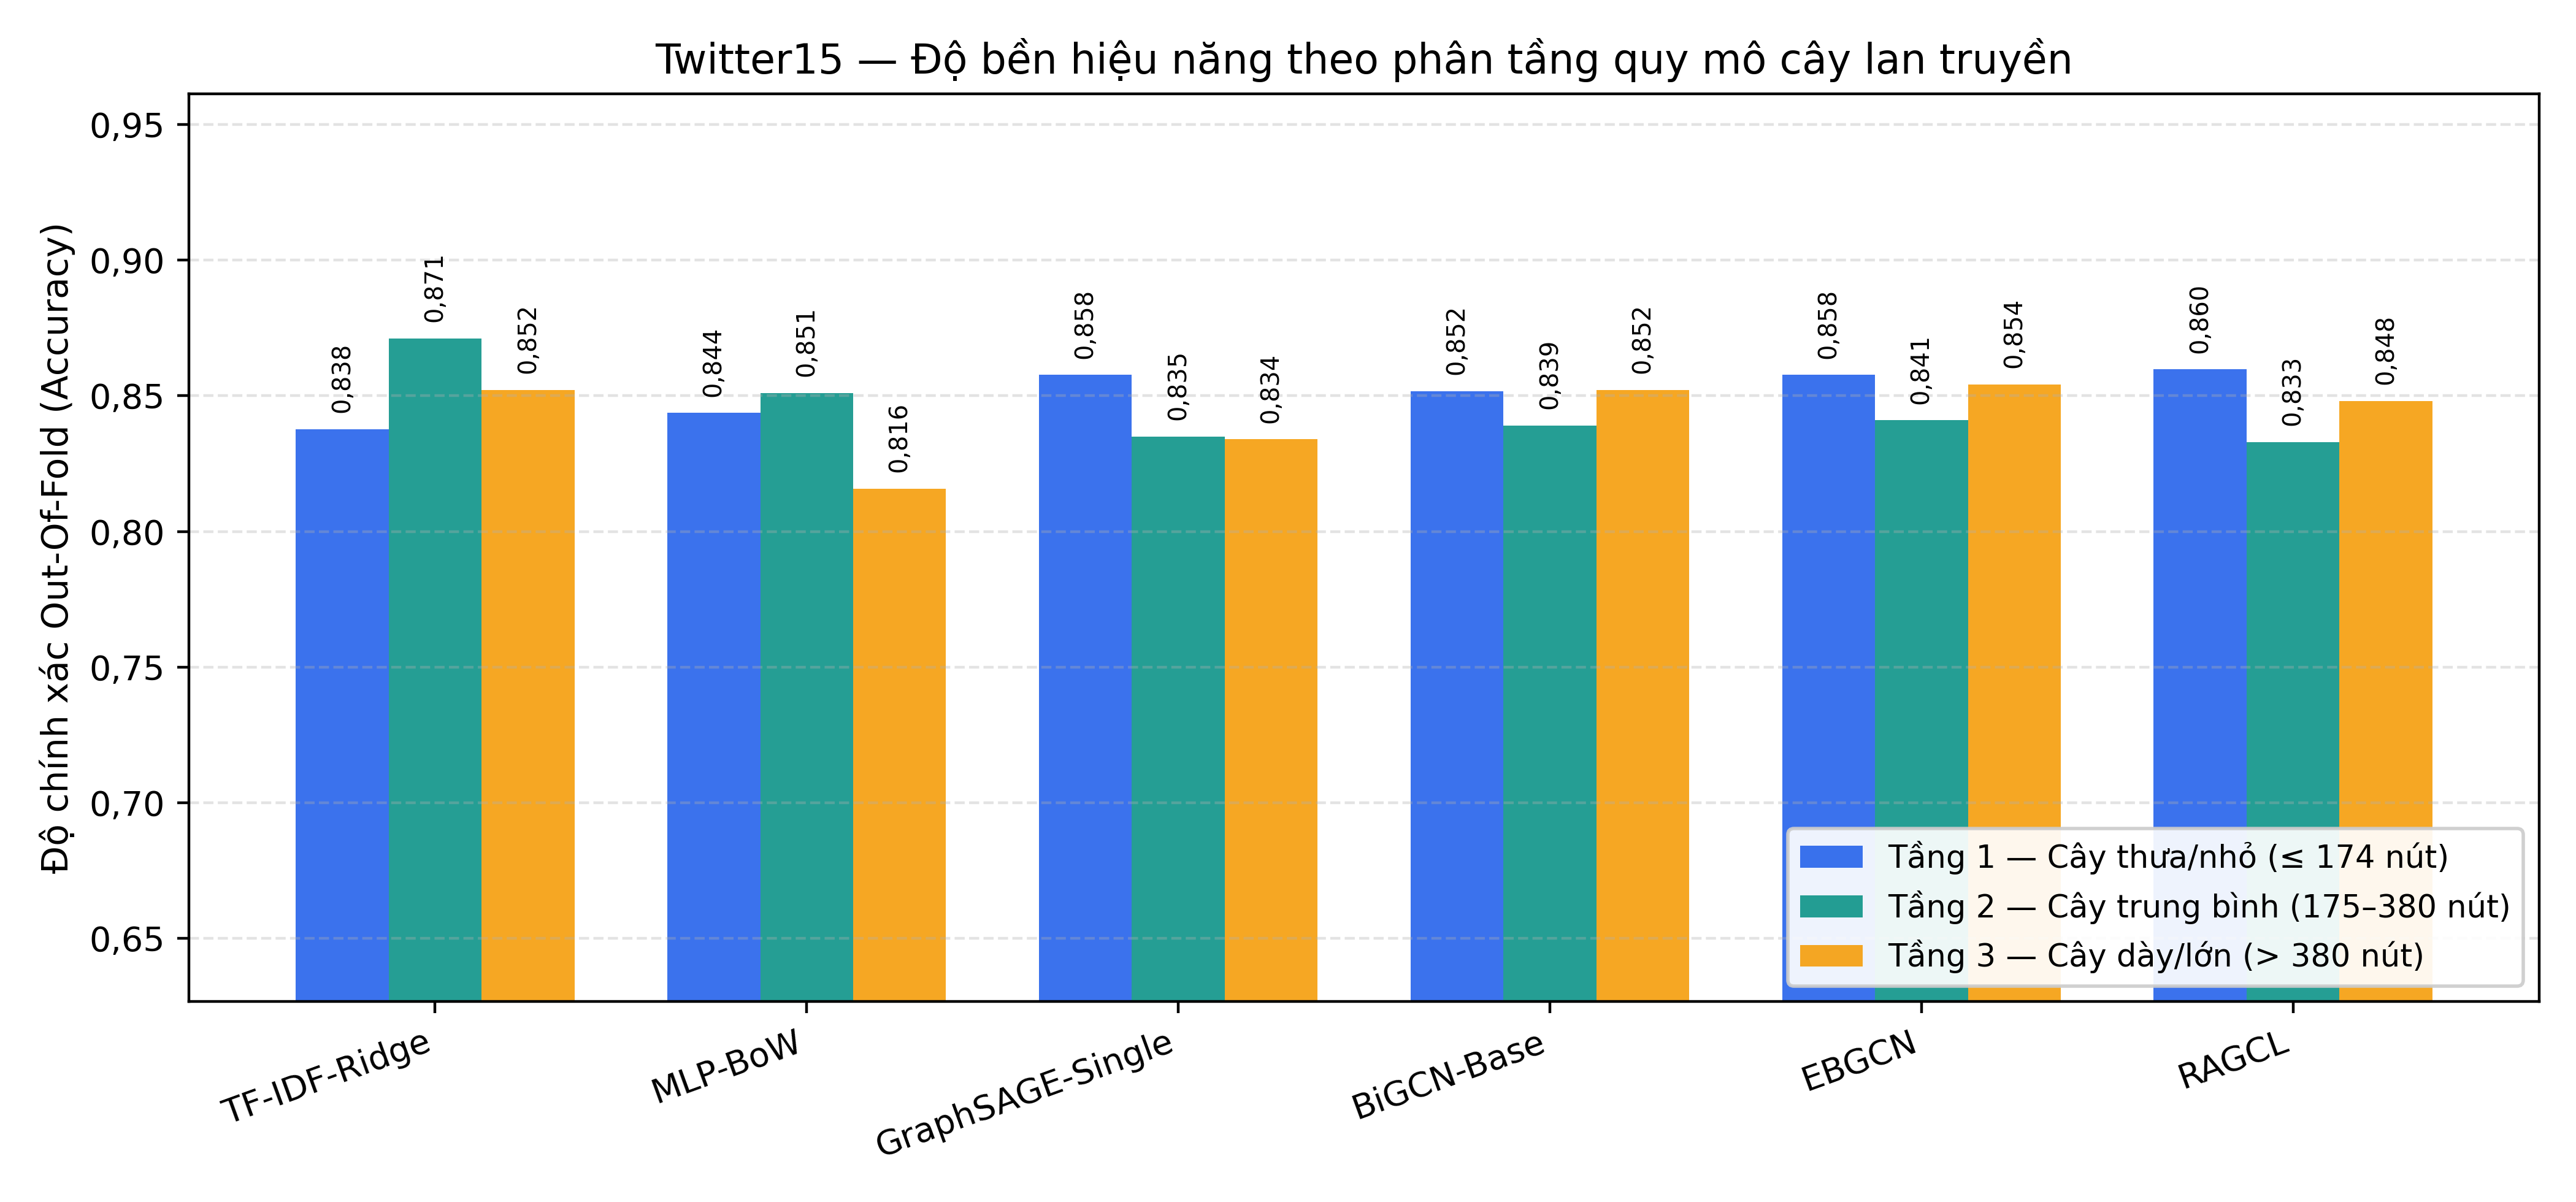 Twitter15 — Độ bền hiệu năng theo phân tầng quy mô cây lan truyền
Độ chính xác Out-Of-Fold (Accuracy)
0,95
0,90
0,85
0,80
0,75
0,70
0,65
0,838
0,871
0,852
0,844
0,851
0,816
0,858
0,835
0,834
0,852
0,839
0,852
0,858
0,841
0,854
0,860
0,833
0,848
Tầng 1 — Cây thưa/nhỏ (≤ 174 nút)
Tầng 2 — Cây trung bình (175–380 nút)
Tầng 3 — Cây dày/lớn (> 380 nút)
TF-IDF-Ridge
MLP-BoW
GraphSAGE-Single
BiGCN-Base
EBGCN
RAGCL